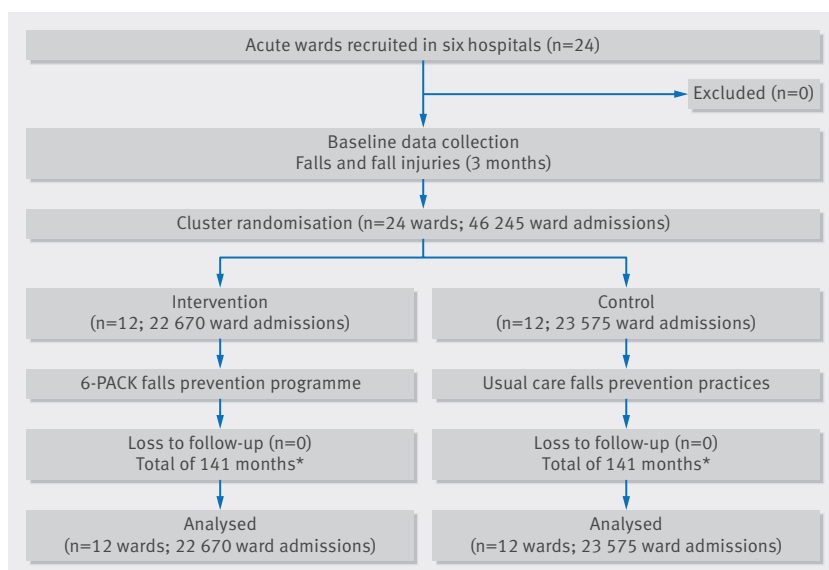 Acute wards recruited in six hospitals (n=24)
Excluded (n=0)
Baseline data collection
Falls and fall injuries (3 months)
Cluster randomisation (n=24 wards; 46 245 ward admissions)
Intervention
(n=12; 22 670 ward admissions)
Control
(n=12; 23 575 ward admissions)
6-PACK falls prevention programme
Usual care falls prevention practices
Loss to follow-up (n=0)
Total of 141 months*
Loss to follow-up (n=0)
Total of 141 months*
Analysed
(n=12 wards; 22 670 ward admissions)
Analysed
(n=12 wards; 23 575 ward admissions)